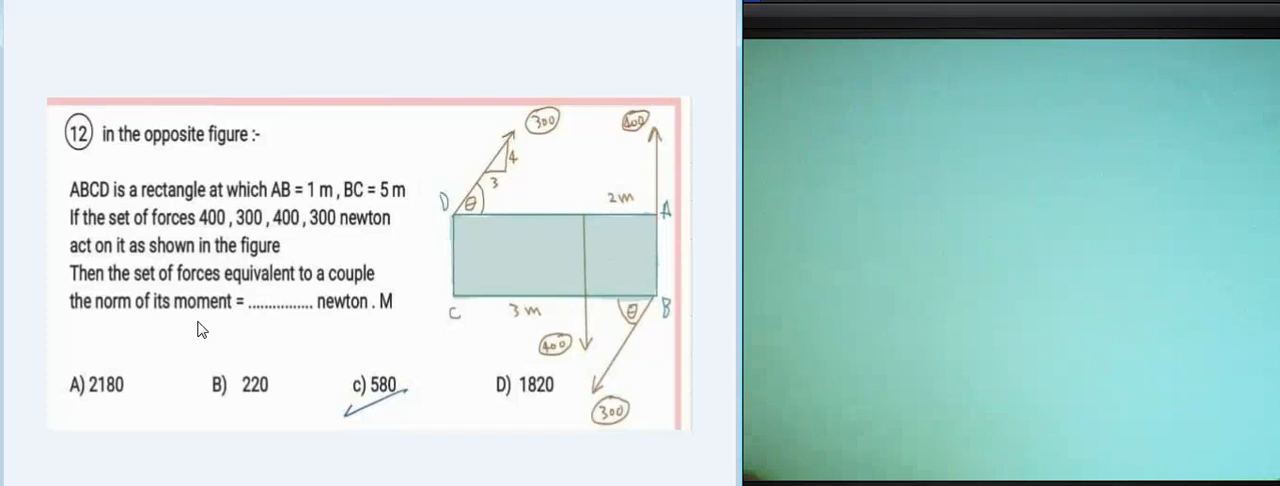 12 in the opposite figure :-
ABCD is a rectangle at which AB = 1 m , BC = 5 m
If the set of forces 400 , 300 , 400 , 300 newton
act on it as shown in the figure
Then the set of forces equivalent to a couple
the norm of its moment = ............... newton . M
A) 2180 B) 220 c) 580 D) 1820
300
400
4
3
D
θ
2m
A
C
3 m
θ
B
400
300